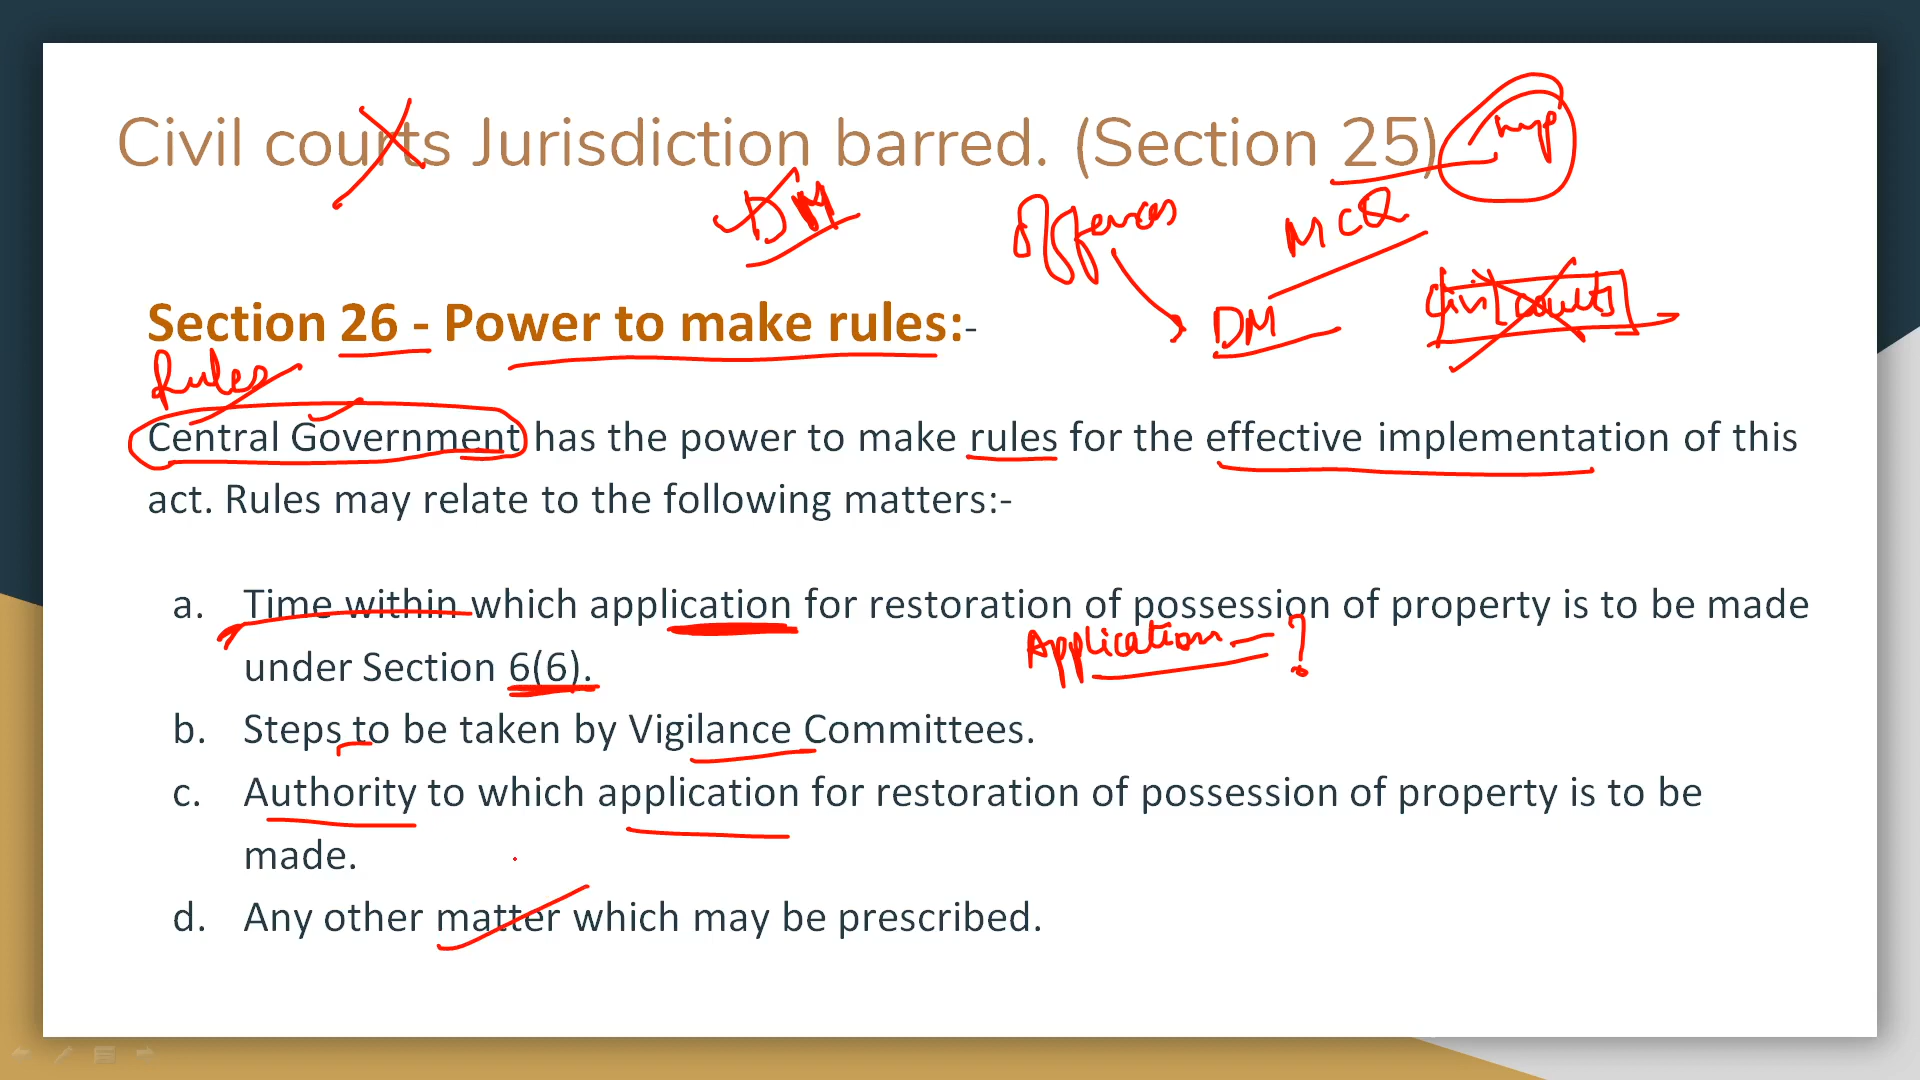 Civil courts Jurisdiction barred. (Section 25) Imp
DM
Offences
MCQ
Section 26 - Power to make rules:-
DM
Civil courts
Rules
Central Government has the power to make rules for the effective implementation of this
act. Rules may relate to the following matters:-
a. Time within which application for restoration of possession of property is to be made
under Section 6(6).
Application - ?
b. Steps to be taken by Vigilance Committees.
c. Authority to which application for restoration of possession of property is to be
made.
d. Any other matter which may be prescribed.